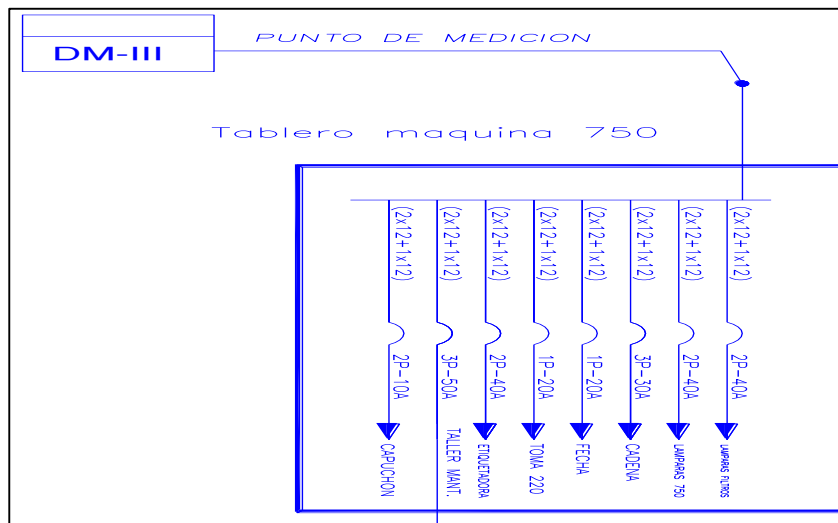 DM-III
PUNTO DE MEDICION
Tablero maquina 750
(2x12+1x12)
(2x12+1x12)
(2x12+1x12)
(2x12+1x12)
(2x12+1x12)
(2x12+1x12)
(2x12+1x12)
(2x12+1x12)
2P-10A
3P-50A
2P-40A
1P-20A
1P-20A
3P-30A
2P-40A
2P-40A
CAPUCHON
TALLER MANT.
ETIQUETADORA
TOMA 220
FECHA
CADENA
LAMPARAS 750
LAMPARAS FILTROS